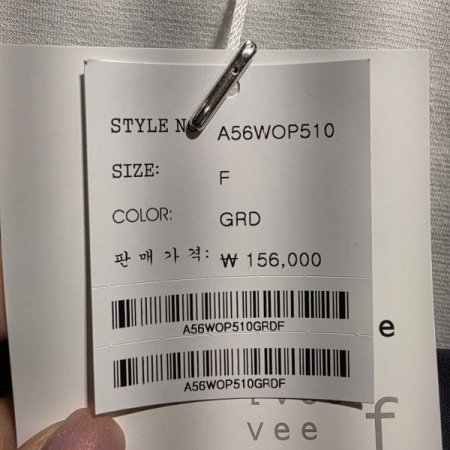 STYLE NO A56WOP510
SIZE: F
COLOR: GRD
판매가격: ₩ 156,000
A56WOP510GRDF
A56WOP510GRDF
e
vee f